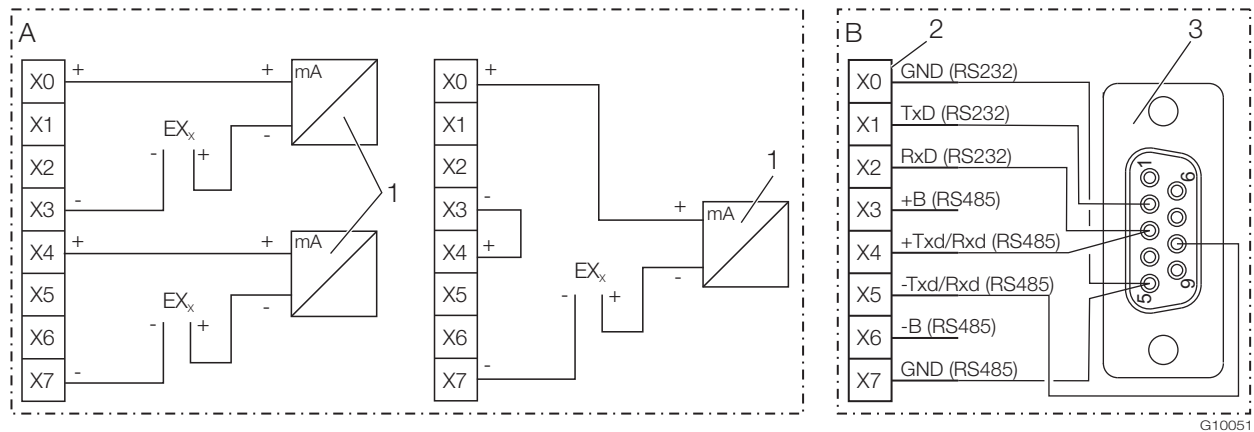 A
X0
X1
X2
X3
X4
X5
X6
X7
+
+
mA
-
EXₓ
-
+
-
+
+
mA
-
EXₓ
-
+
-
1
X0
X1
X2
X3
X4
X5
X6
X7
+
-
+
+
mA
-
EXₓ
-
+
-
1
B
2
3
X0 GND (RS232)
X1 TxD (RS232)
X2 RxD (RS232)
X3 +B (RS485)
X4 +Txd/Rxd (RS485)
X5 -Txd/Rxd (RS485)
X6 -B (RS485)
X7 GND (RS485)
1
6
9
5
G10051